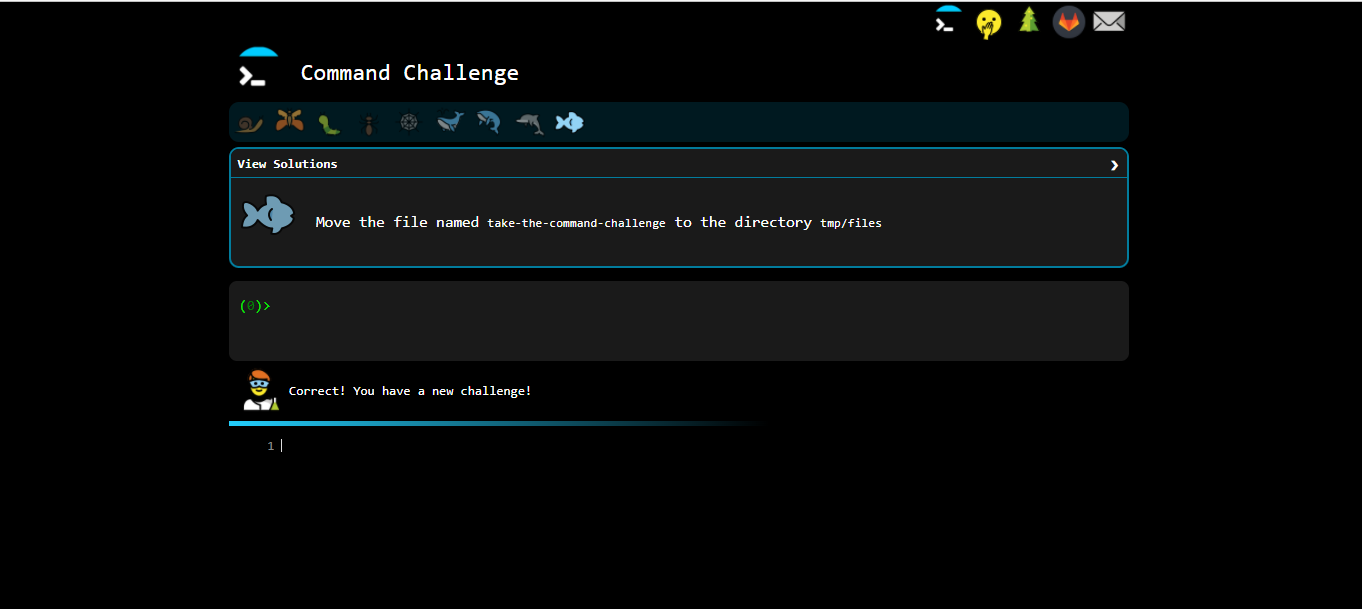 Command Challenge
View Solutions
Move the file named take-the-command-challenge to the directory tmp/files
(0)>
Correct! You have a new challenge!
1